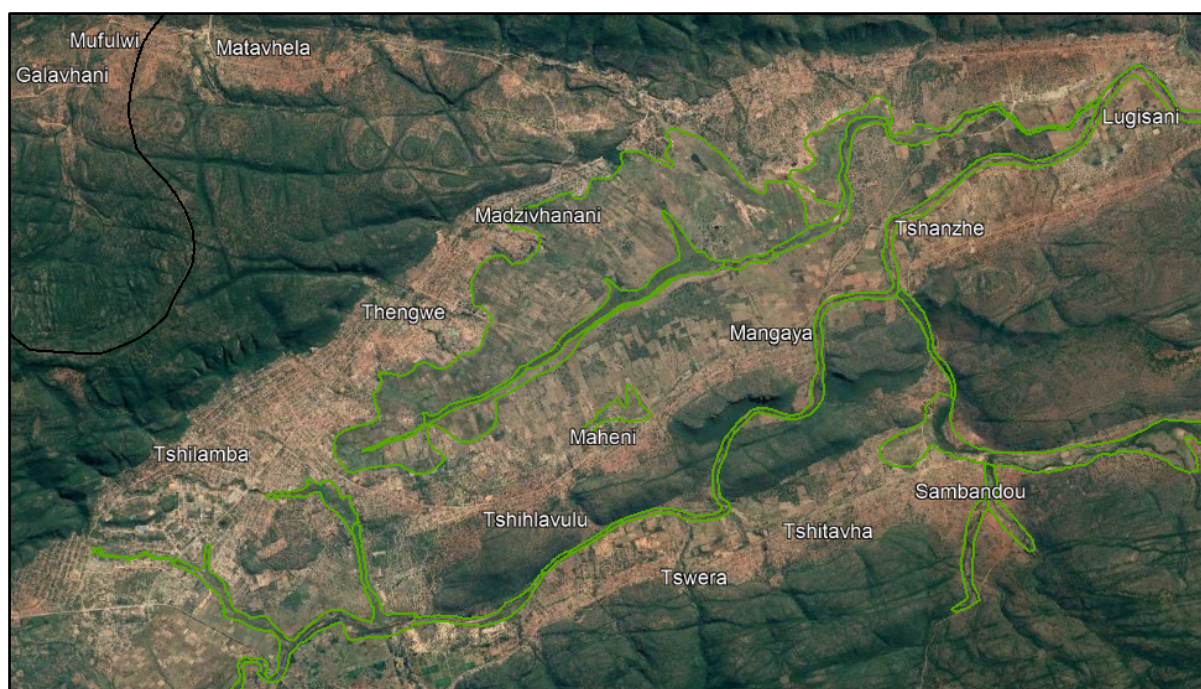 Mufulwi
Matavhela
Galavhani
Lugisani
Madzivhanani
Tshanzhe
Thengwe
Mangaya
Maheni
Tshilamba
Sambandou
Tshihlavulu
Tshitavha
Tswera